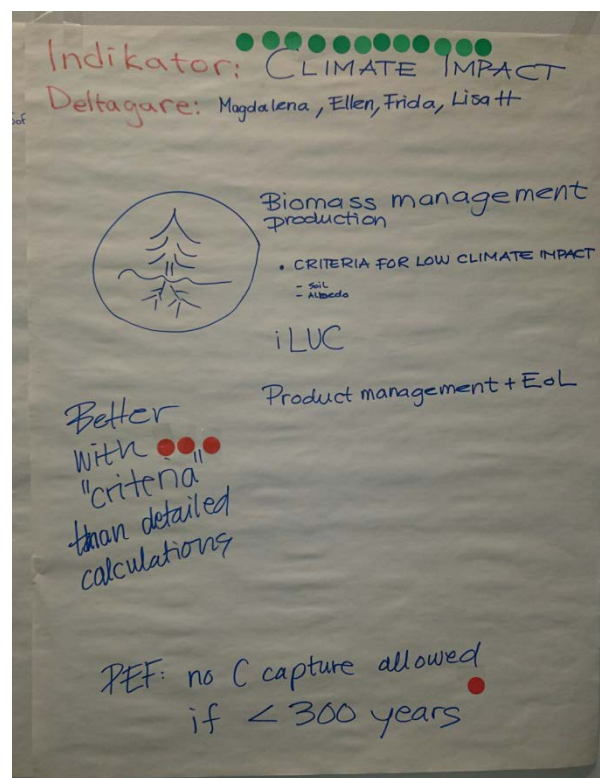 Indikator: CLIMATE IMPACT
Deltagare: Magdalena, Ellen, Frida, Lisa H
sof
Biomass management
production
• CRITERIA FOR LOW CLIMATE IMPACT
- SOIL
- Albedo
iLUC
Product management + EoL
Better
with
"criteria"
than detailed
calculations
PEF: no C capture allowed
if < 300 years